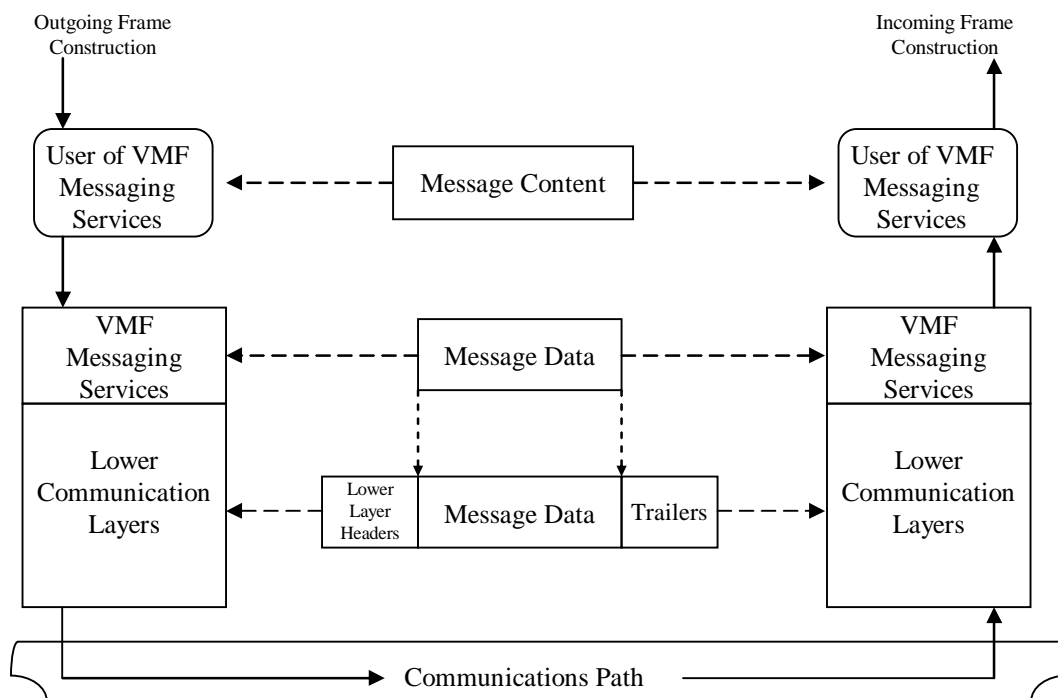 Outgoing Frame
Construction
Incoming Frame
Construction
User of VMF
Messaging
Services
Message Content
User of VMF
Messaging
Services
VMF
Messaging
Services
Message Data
VMF
Messaging
Services
Lower
Communication
Layers
Lower
Layer
Headers
Message Data
Trailers
Lower
Communication
Layers
Communications Path